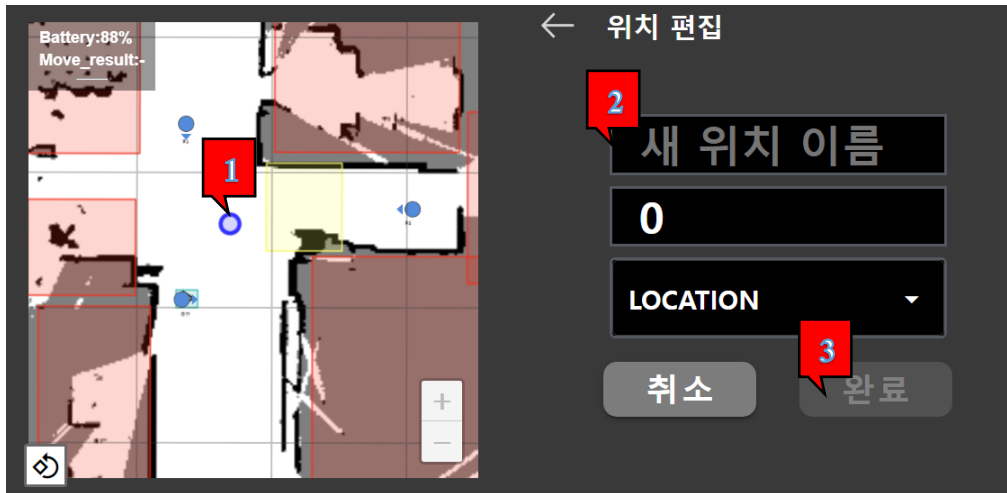 Battery:88%
Move_result:-
1
위치 편집
2
새 위치 이름
0
LOCATION
3
취소
완료
+
-